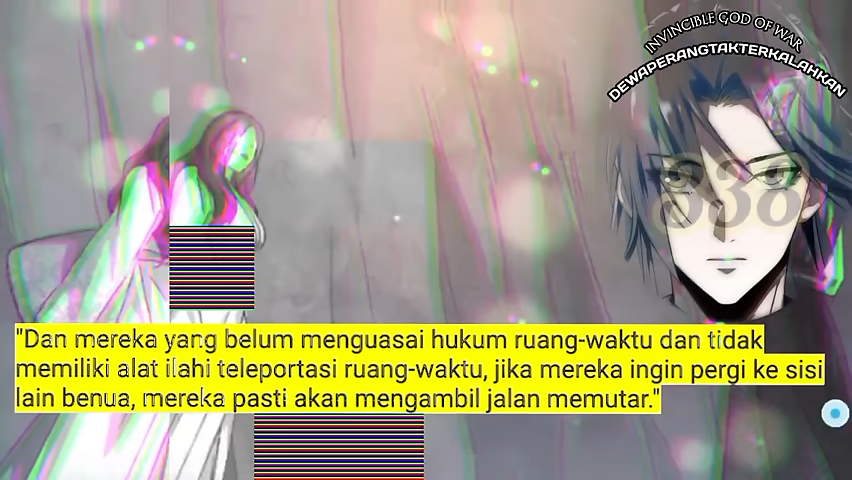 INVINCIBLE GOD OF WAR
DEWAPERANGTAKTERKALAHKAN
338
"Dan mereka yang belum menguasai hukum ruang-waktu dan tidak
memiliki alat ilahi teleportasi ruang-waktu, jika mereka ingin pergi ke sisi
lain benua, mereka pasti akan mengambil jalan memutar."